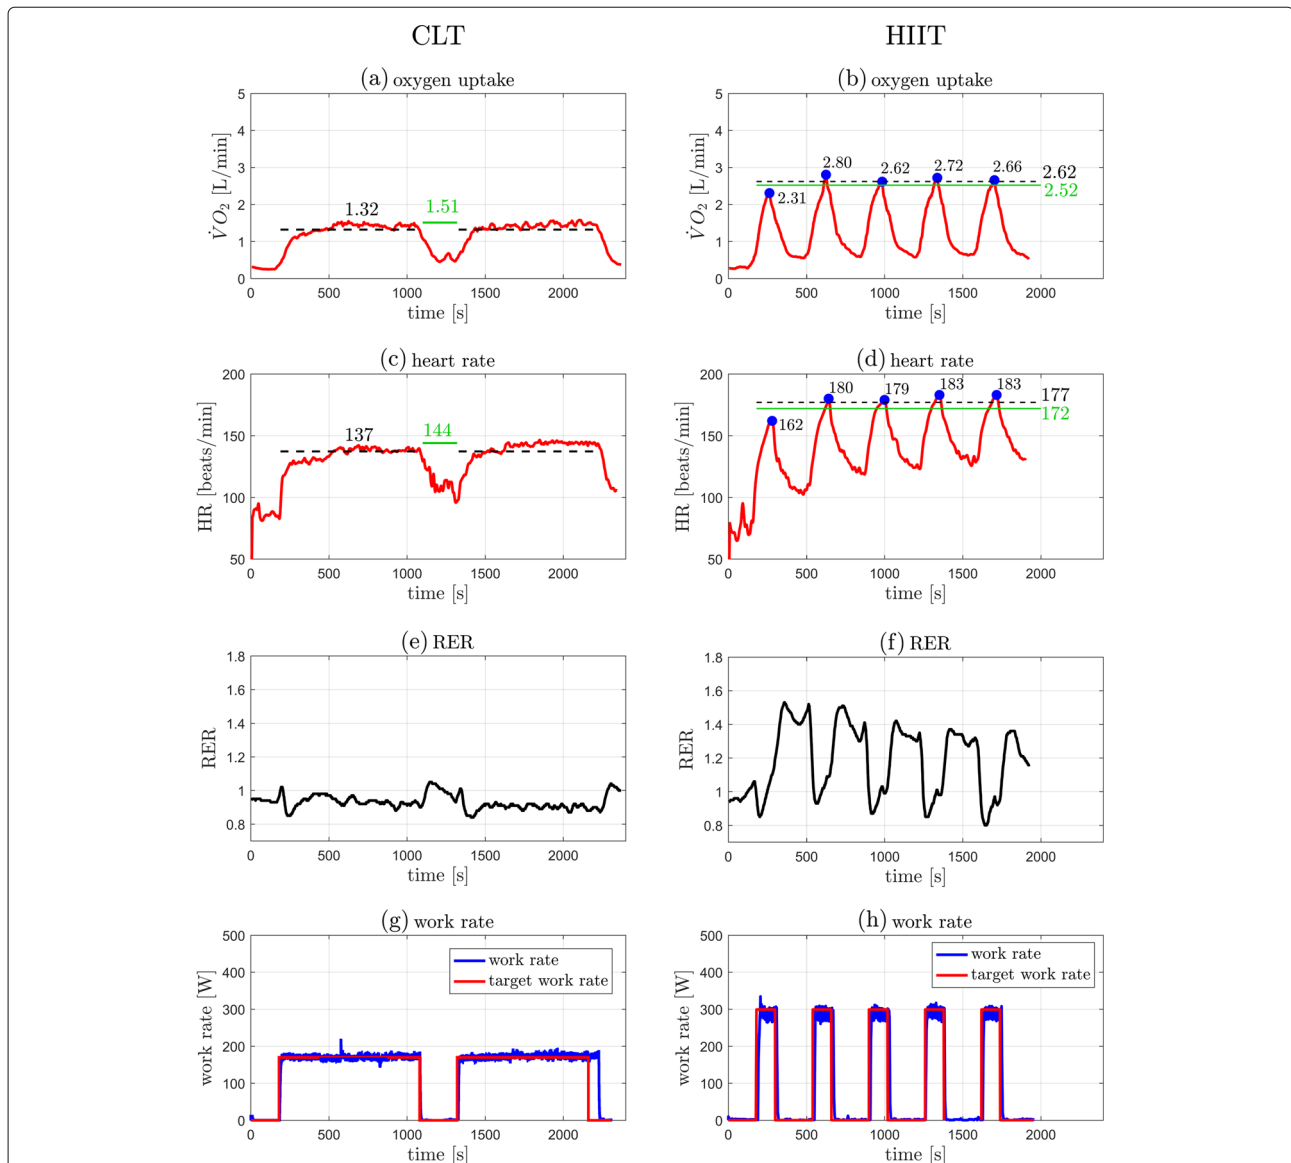 CLT
HIIT
(a) oxygen uptake
V̇O2 [L/min]
5
4
3
2
1
0
1.32
1.51
0 500 1000 1500 2000
time [s]
(b) oxygen uptake
V̇O2 [L/min]
5
4
3
2
1
0
2.31
2.80
2.62
2.72
2.66
2.62
2.52
0 500 1000 1500 2000
time [s]
(c) heart rate
HR [beats/min]
200
150
100
50
137
144
0 500 1000 1500 2000
time [s]
(d) heart rate
HR [beats/min]
200
150
100
50
162
180
179
183
183
177
172
0 500 1000 1500 2000
time [s]
(e) RER
RER
1.8
1.6
1.4
1.2
1
0.8
0 500 1000 1500 2000
time [s]
(f) RER
RER
1.8
1.6
1.4
1.2
1
0.8
0 500 1000 1500 2000
time [s]
(g) work rate
work rate [W]
500
400
300
200
100
0
work rate
target work rate
0 500 1000 1500 2000
time [s]
(h) work rate
work rate [W]
500
400
300
200
100
0
work rate
target work rate
0 500 1000 1500 2000
time [s]